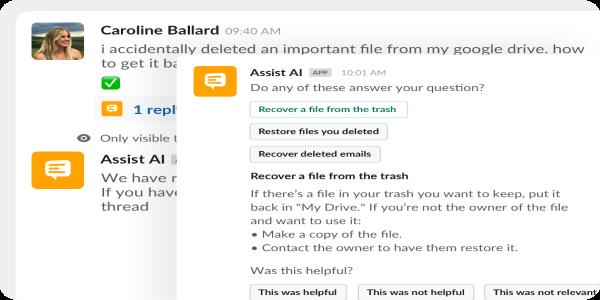 Caroline Ballard 09:40 AM
i accidentally deleted an important file from my google drive. how
to get it ba
1 repl
Only visible t
Assist AI
We have r
If you have
thread
Assist AI APP 10:01 AM
Do any of these answer your question?
Recover a file from the trash
Restore files you deleted
Recover deleted emails
Recover a file from the trash
If there's a file in your trash you want to keep, put it
back in "My Drive." If you're not the owner of the file
and want to use it:
• Make a copy of the file.
• Contact the owner to have them restore it.
Was this helpful?
This was helpful
This was not helpful
This was not relevant